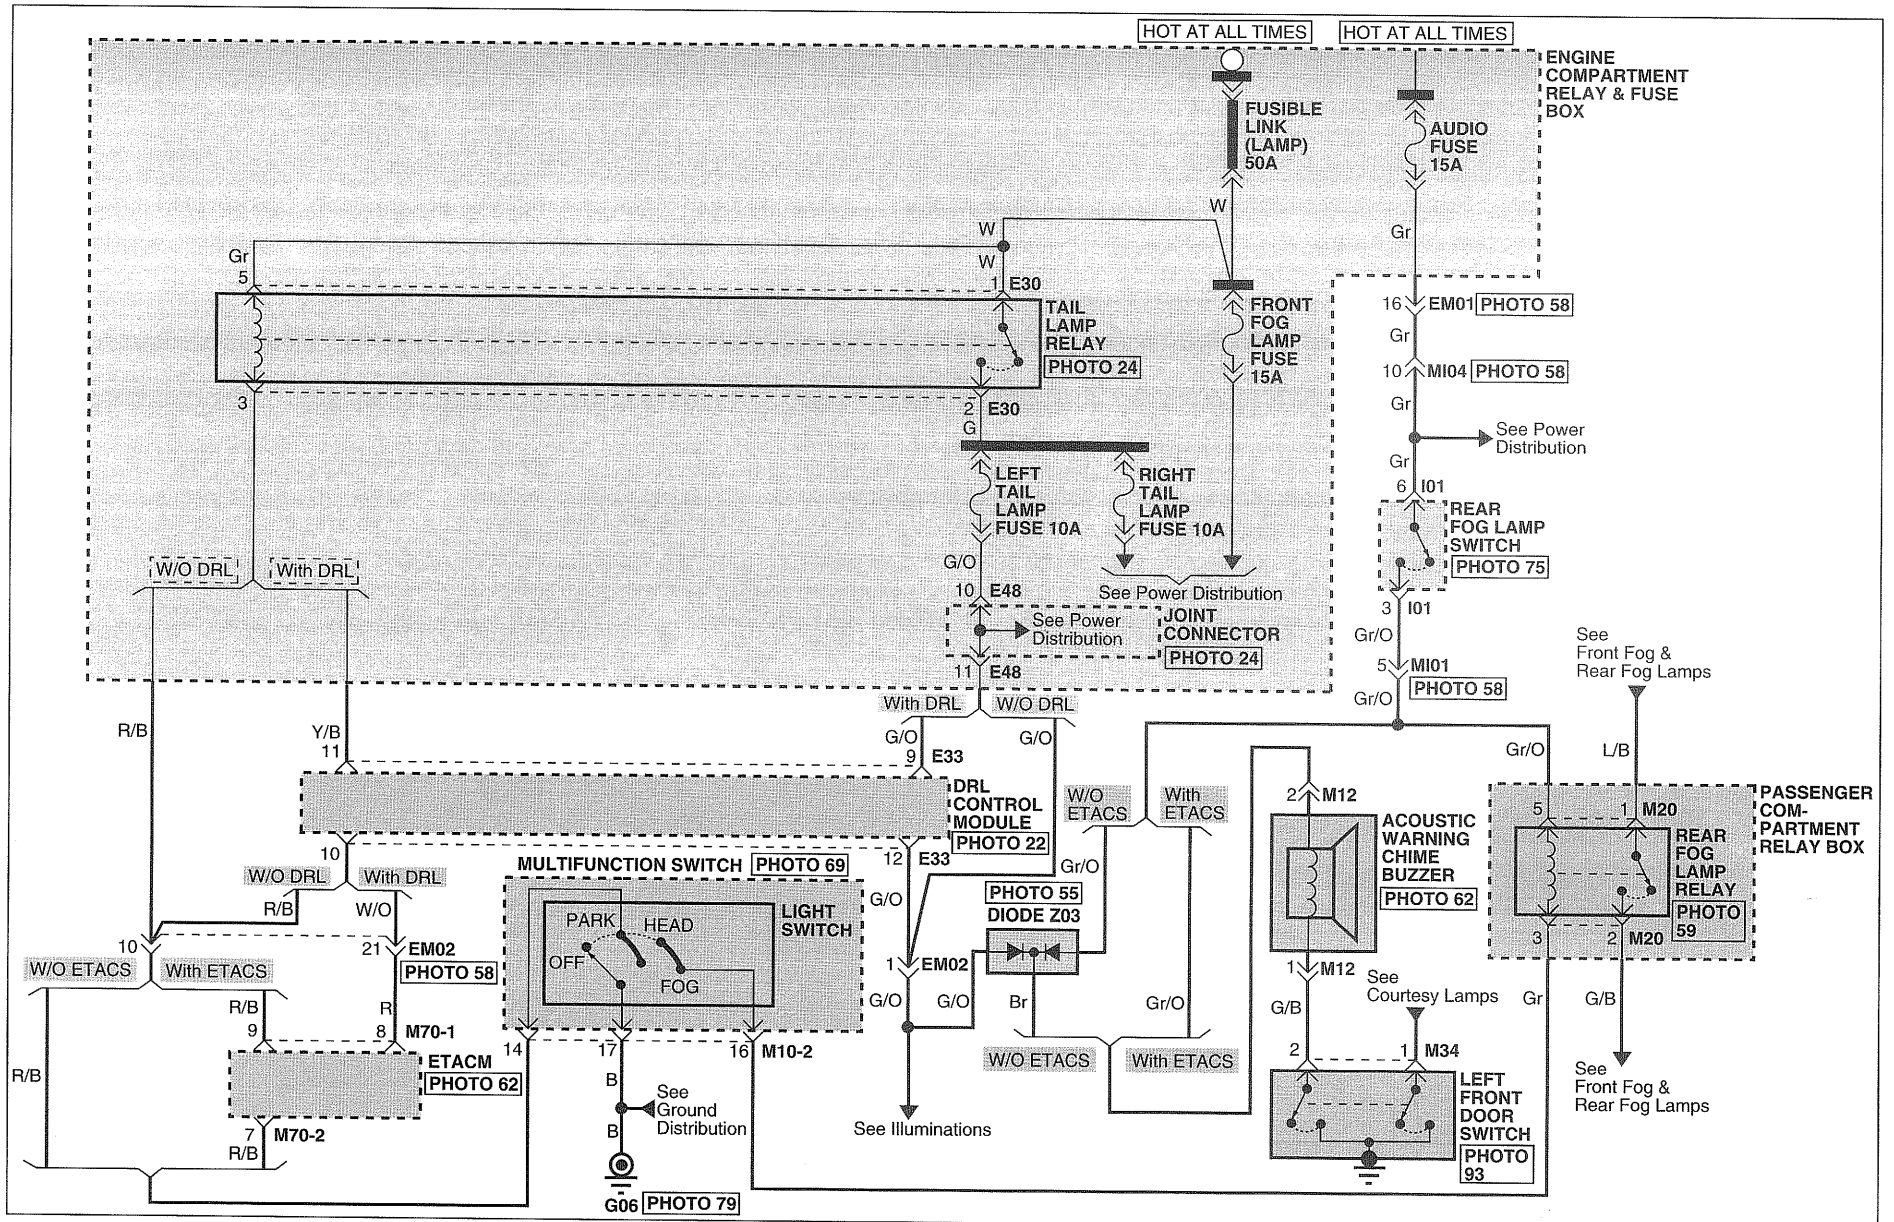 HOT AT ALL TIMES
HOT AT ALL TIMES
ENGINE
COMPARTMENT
RELAY & FUSE
BOX
FUSIBLE
LINK
(LAMP)
50A
AUDIO
FUSE
15A
W
W
Gr
Gr
W
5
1
E30
TAIL
LAMP
RELAY
PHOTO 24
FRONT
FOG
LAMP
FUSE
15A
16
EM01
PHOTO 58
Gr
10
MI04
PHOTO 58
3
2
E30
Gr
G
See Power
Distribution
Gr
LEFT
TAIL
LAMP
FUSE 10A
RIGHT
TAIL
LAMP
FUSE 10A
6
I01
REAR
FOG LAMP
SWITCH
PHOTO 75
W/O DRL
With DRL
G/O
10
E48
See Power Distribution
3
I01
See Power
Distribution
JOINT
CONNECTOR
PHOTO 24
Gr/O
See
Front Fog &
Rear Fog Lamps
11
E48
5
MI01
PHOTO 58
Gr/O
With DRL
W/O DRL
R/B
Y/B
11
G/O
9
E33
G/O
Gr/O
L/B
DRL
CONTROL
MODULE
PHOTO 22
W/O
ETACS
With
ETACS
2
M12
5
1
M20
PASSENGER
COM-
PARTMENT
RELAY BOX
10
12
E33
ACOUSTIC
WARNING
CHIME
BUZZER
PHOTO 62
REAR
FOG
LAMP
RELAY
PHOTO
59
MULTIFUNCTION SWITCH
PHOTO 69
W/O DRL
With DRL
Gr/O
R/B
W/O
G/O
PHOTO 55
DIODE Z03
LIGHT
SWITCH
PARK
HEAD
OFF
FOG
10
21
EM02
PHOTO 58
3
2
M20
W/O ETACS
With ETACS
1
EM02
1
M12
See
Courtesy Lamps
R/B
R
G/O
G/O
Br
Gr/O
G/B
Gr
G/B
9
8
M70-1
14
17
16
M10-2
W/O ETACS
With ETACS
2
1
M34
R/B
ETACM
PHOTO 62
B
See
Ground
Distribution
LEFT
FRONT
DOOR
SWITCH
PHOTO
93
See
Front Fog &
Rear Fog Lamps
7
M70-2
R/B
B
See Illuminations
G06
PHOTO 79